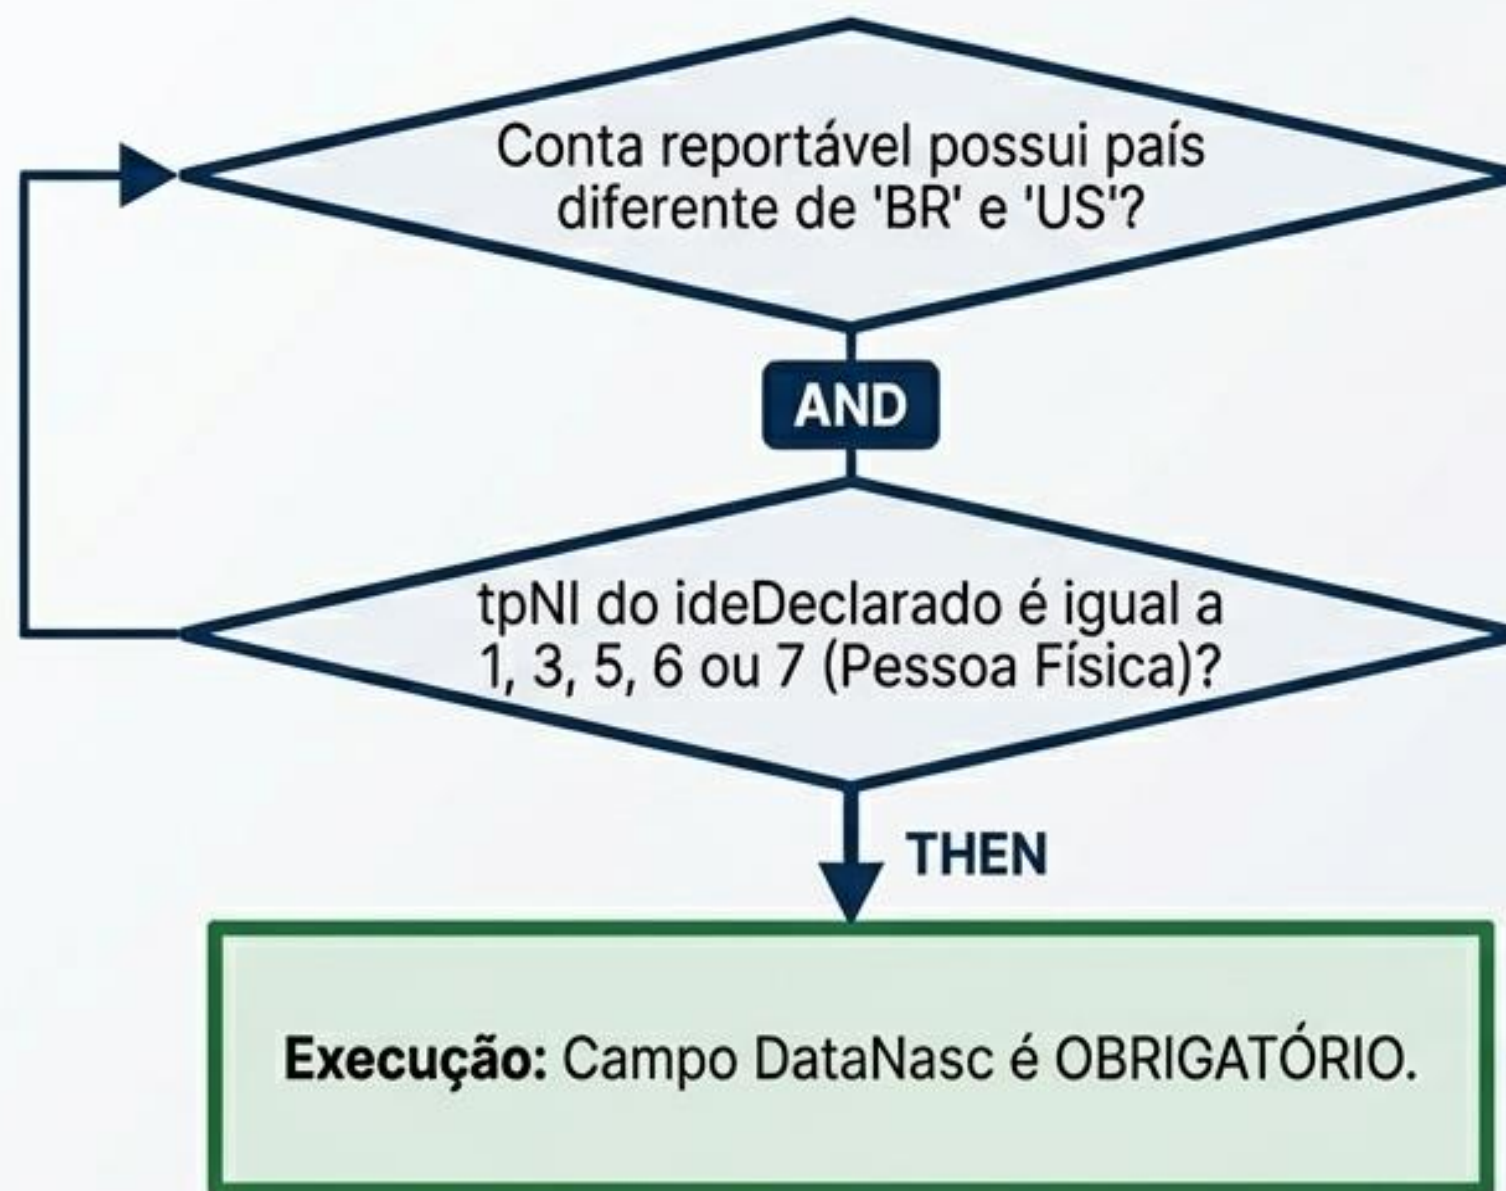 Conta reportável possui país
diferente de 'BR' e 'US'?
AND
tpNI do ideDeclarado é igual a
1, 3, 5, 6 ou 7 (Pessoa Física)?
THEN
Execução: Campo DataNasc é OBRIGATÓRIO.